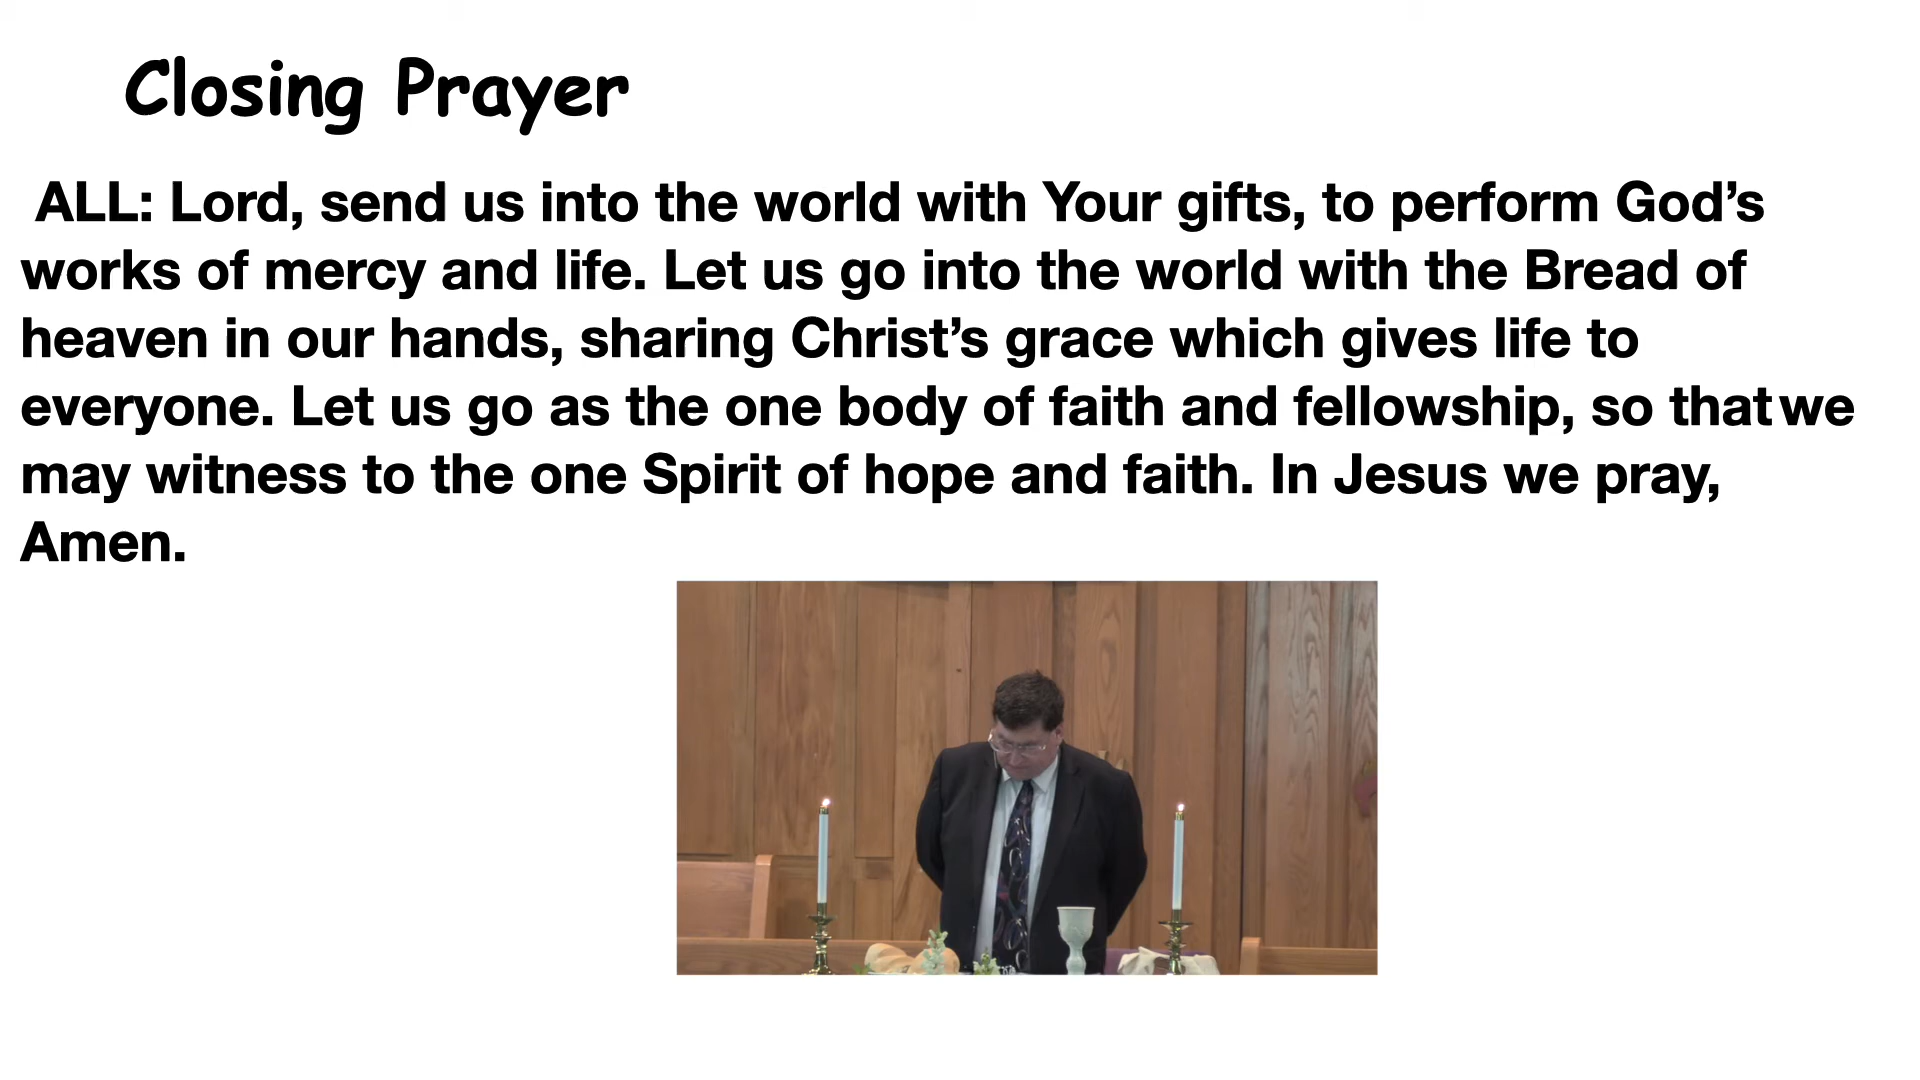 Closing Prayer
ALL: Lord, send us into the world with Your gifts, to perform God’s
works of mercy and life. Let us go into the world with the Bread of
heaven in our hands, sharing Christ’s grace which gives life to
everyone. Let us go as the one body of faith and fellowship, so that we
may witness to the one Spirit of hope and faith. In Jesus we pray,
Amen.